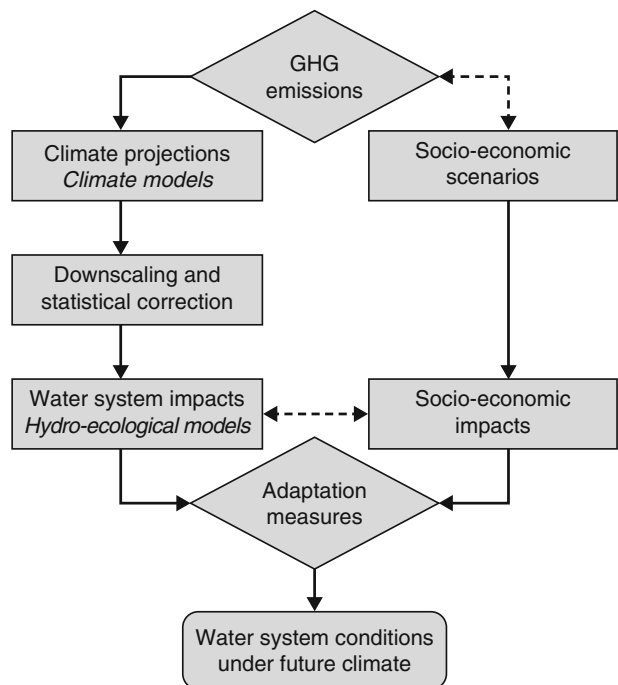 GHG
emissions
Climate projections
Climate models
Socio-economic
scenarios
Downscaling and
statistical correction
Water system impacts
Hydro-ecological models
Socio-economic
impacts
Adaptation
measures
Water system conditions
under future climate